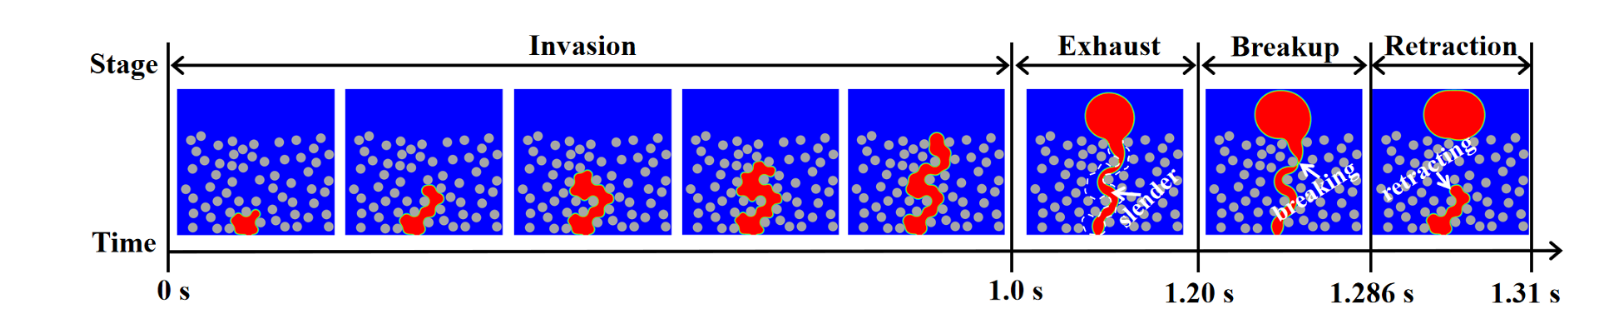 Stage
Invasion
Exhaust
Breakup
Retraction
slender
breaking
retracting
Time
0 s
1.0 s
1.20 s
1.286 s
1.31 s